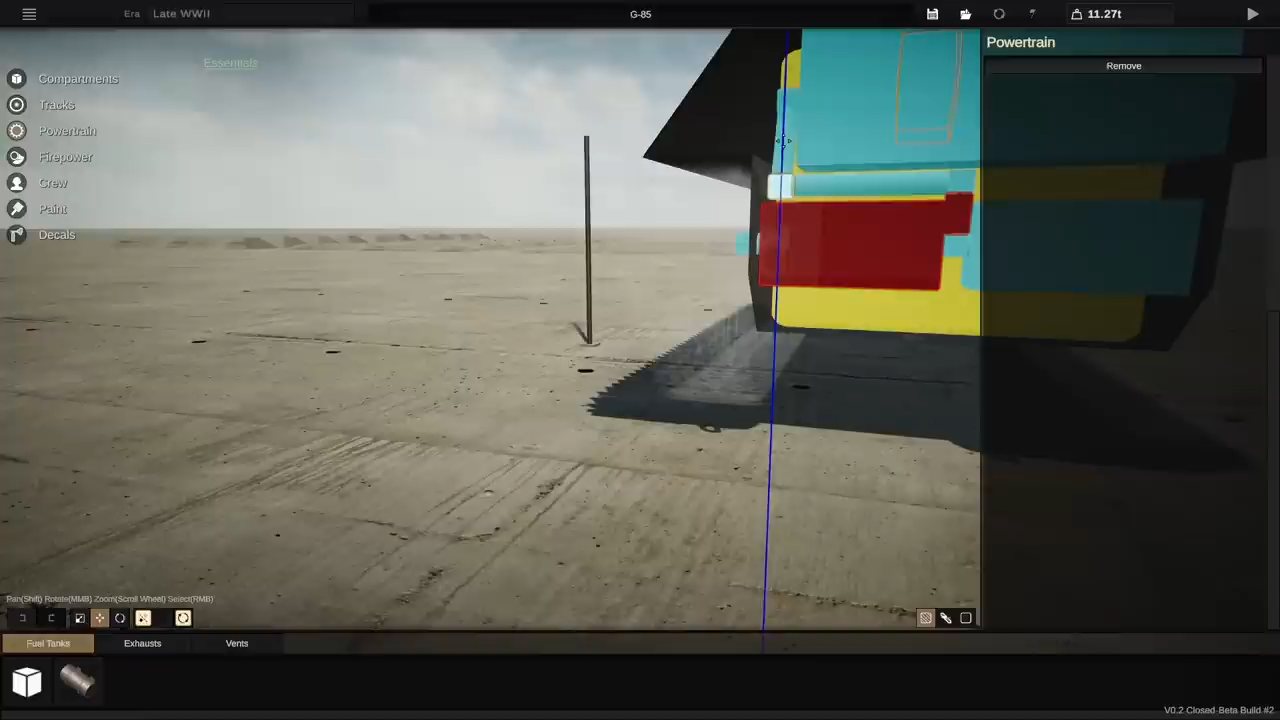 Era Late WWII
G-85
11.27t
Powertrain
Remove
Essentials
Compartments
Tracks
Powertrain
Firepower
Crew
Paint
Decals
Pan(Shift) Rotate(MMB) Zoom(Scroll Wheel) Select(RMB)
Fuel Tanks
Exhausts
Vents
V0.2 Closed Beta Build #2